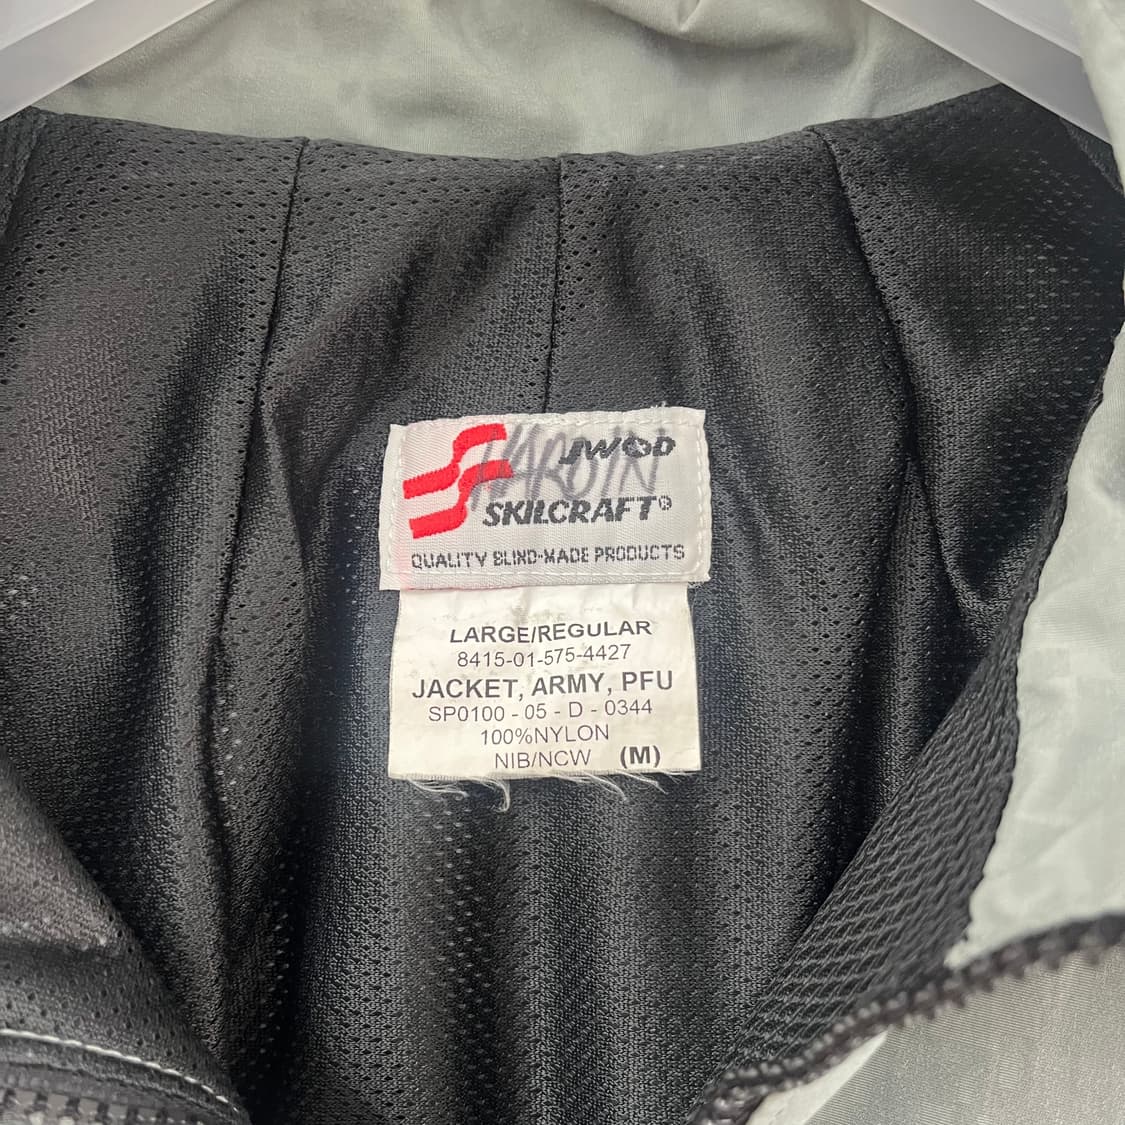 HARDIN
JWOD
SKILCRAFT®
QUALITY BLIND-MADE PRODUCTS
LARGE/REGULAR
8415-01-575-4427
JACKET, ARMY, PFU
SP0100 - 05 - D - 0344
100%NYLON
NIB/NCW (M)